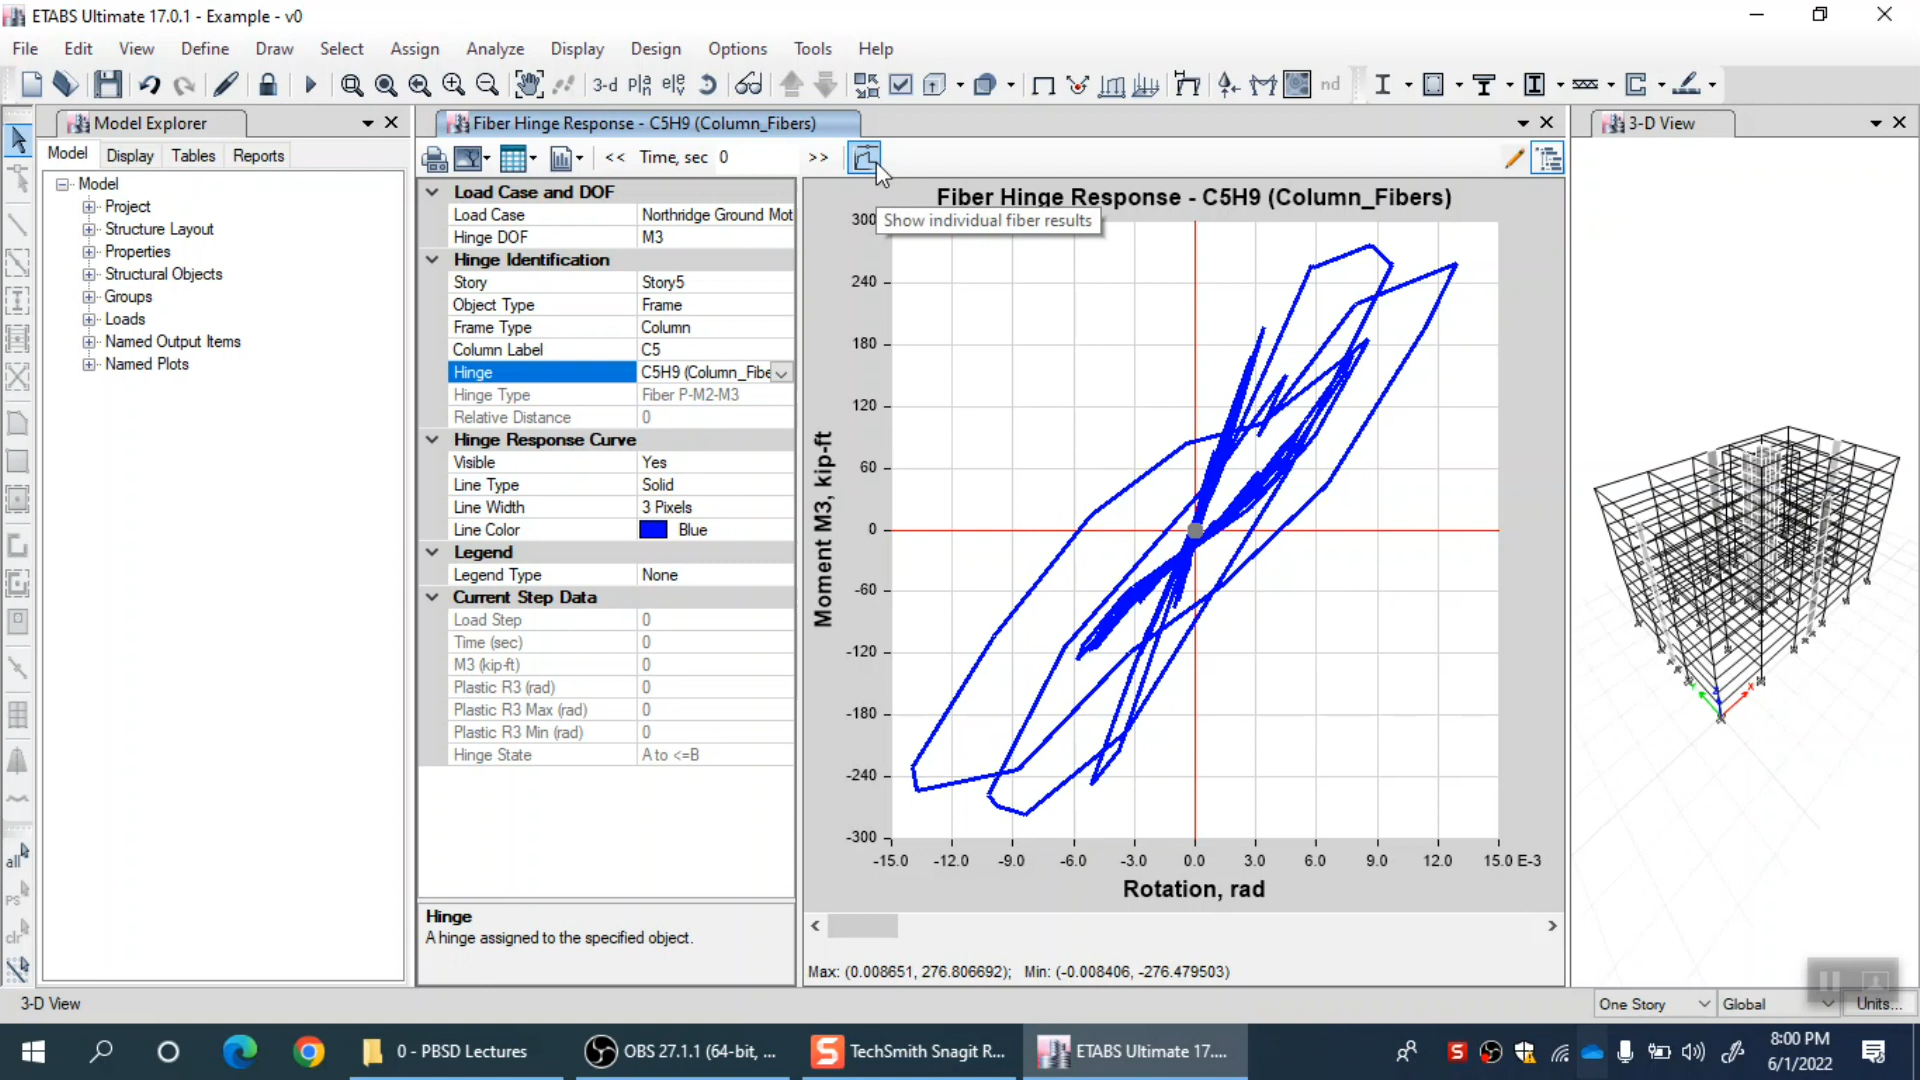 ETABS Ultimate 17.0.1 - Example - v0
File Edit View Define Draw Select Assign Analyze Display Design Options Tools Help
3-d pla ele nd
Model Explorer
Model Display Tables Reports
Model
Project
Structure Layout
Properties
Structural Objects
Groups
Loads
Named Output Items
Named Plots
all
ps
clr
Fiber Hinge Response - C5H9 (Column_Fibers)
<< Time, sec 0 >>
Load Case and DOF
Load Case Northridge Ground Mot
Hinge DOF M3
Hinge Identification
Story Story5
Object Type Frame
Frame Type Column
Column Label C5
Hinge C5H9 (Column_Fibe
Hinge Type Fiber P-M2-M3
Relative Distance 0
Hinge Response Curve
Visible Yes
Line Type Solid
Line Width 3 Pixels
Line Color Blue
Legend
Legend Type None
Current Step Data
Load Step 0
Time (sec) 0
M3 (kip-ft) 0
Plastic R3 (rad) 0
Plastic R3 Max (rad) 0
Plastic R3 Min (rad) 0
Hinge State A to <=B
Hinge
A hinge assigned to the specified object.
Fiber Hinge Response - C5H9 (Column_Fibers)
Show individual fiber results
300
240
180
120
60
0
-60
-120
-180
-240
-300
Moment M3, kip-ft
-15.0 -12.0 -9.0 -6.0 -3.0 0.0 3.0 6.0 9.0 12.0 15.0 E-3
Rotation, rad
Max: (0.008651, 276.806692); Min: (-0.008406, -276.479503)
3-D View
X
Z
3-D View
One Story Global Units...
0 - PBSD Lectures
OBS 27.1.1 (64-bit, ...
TechSmith Snagit R...
ETABS Ultimate 17....
8:00 PM
6/1/2022